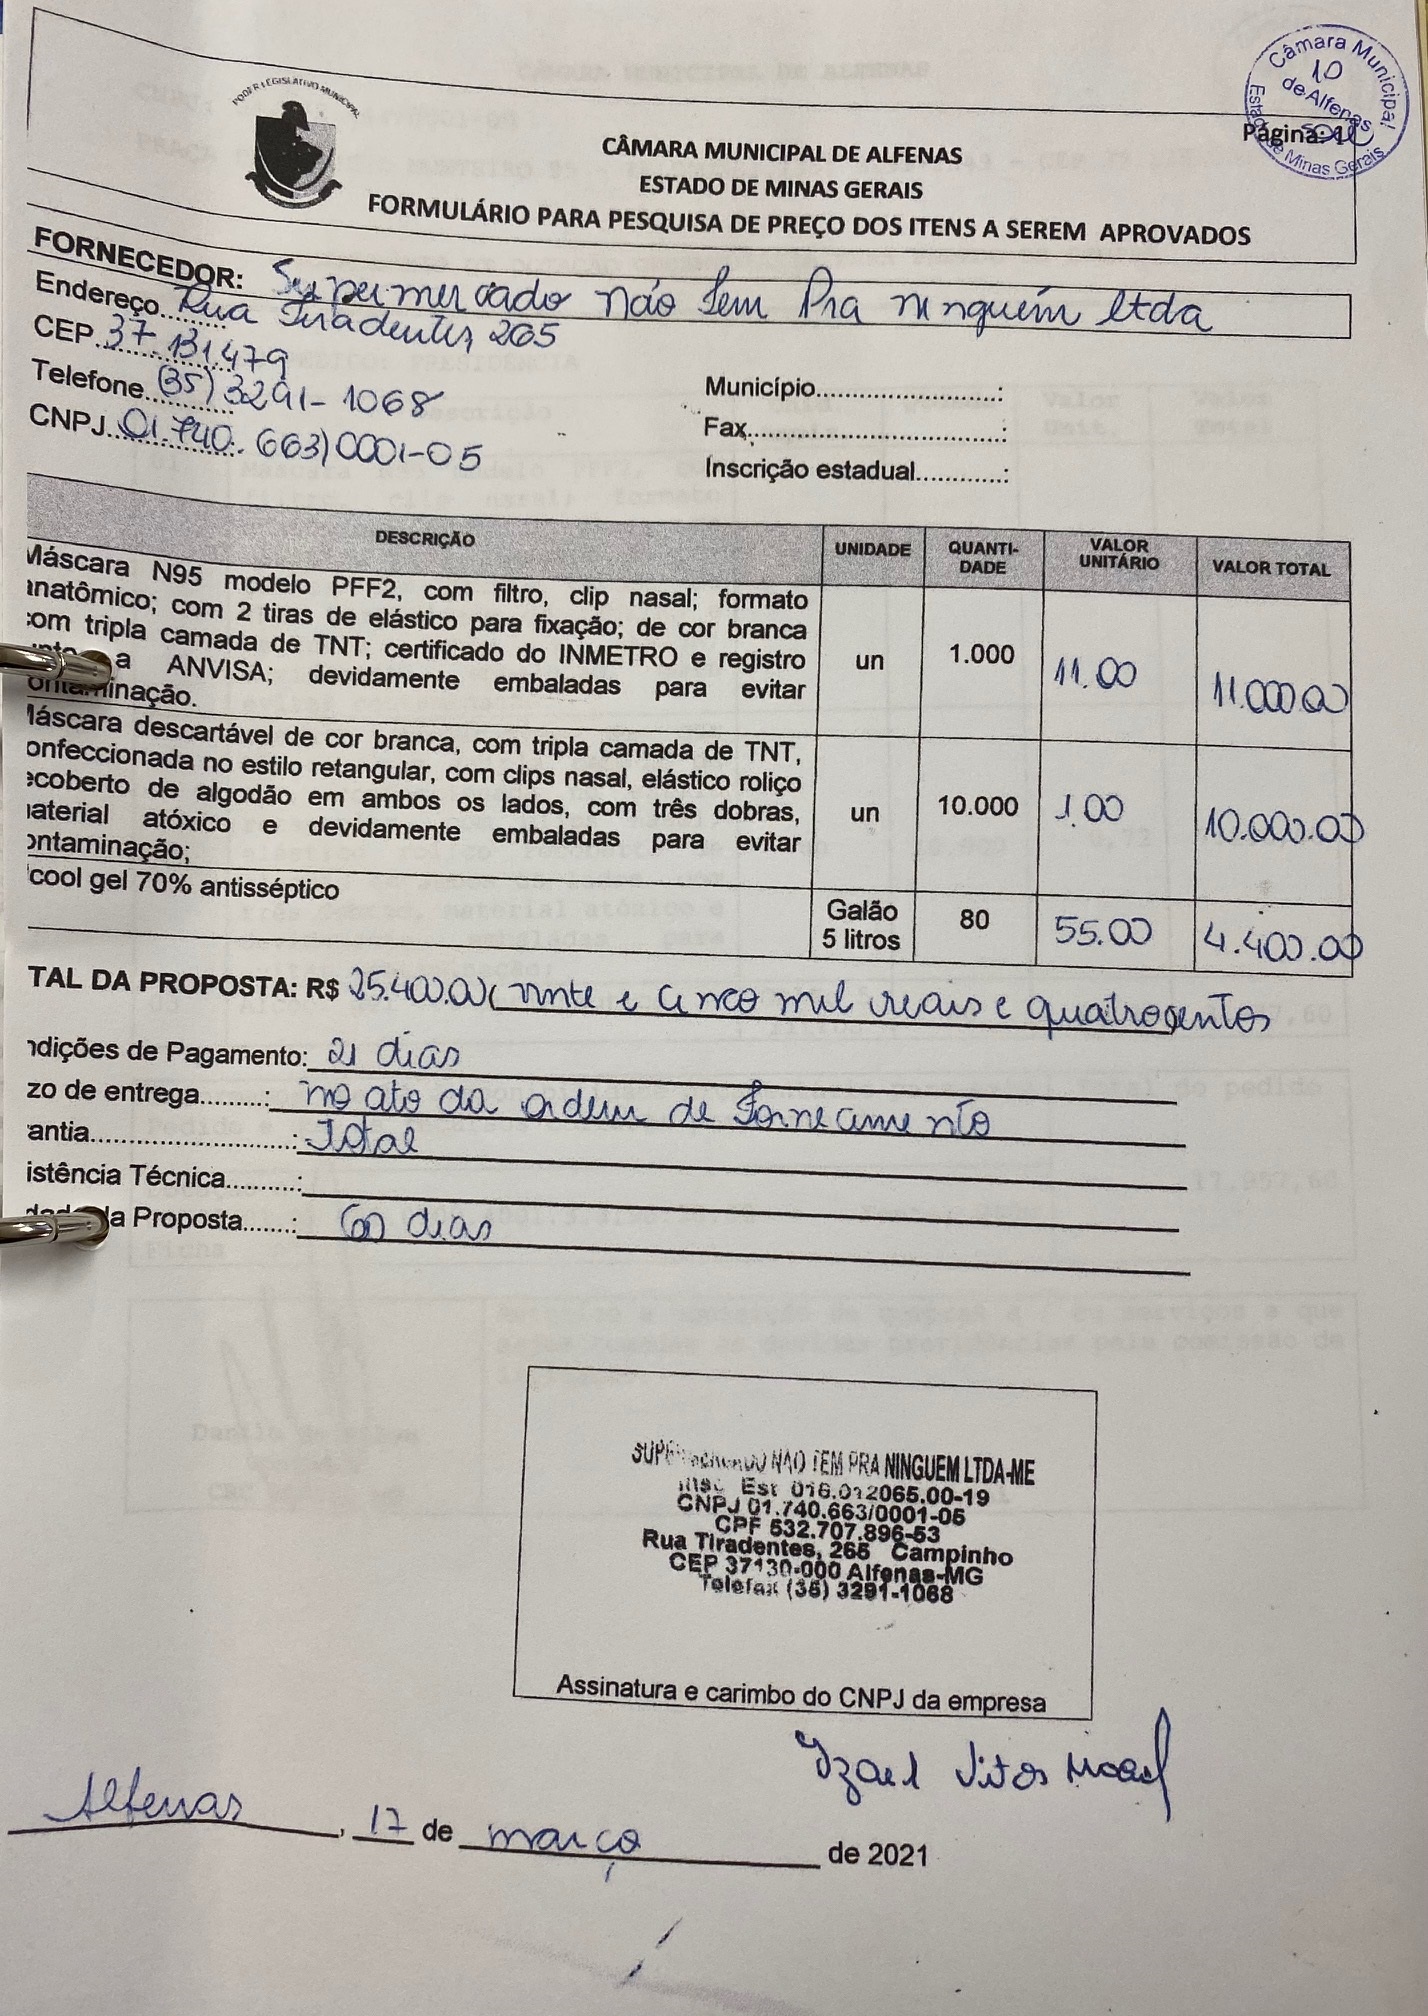 PODER LEGISLATIVO MUNICIPAL
Câmara Municipal
10
de Alfenas
Estado de Minas Gerais
Página: 1
CÂMARA MUNICIPAL DE ALFENAS
ESTADO DE MINAS GERAIS
FORMULÁRIO PARA PESQUISA DE PREÇO DOS ITENS A SEREM APROVADOS
FORNECEDOR: Supermercado não tem Pra ninguém ltda
Endereço.. Rua Tiradentes 265
CEP... 37.131.479
Telefone... (35) 3291-1068
CNPJ... 01.740.663/0001-05
Município.........................:
Fax...................................:
Inscrição estadual.............:
DESCRIÇÃO UNIDADE QUANTI-DADE VALOR UNITÁRIO VALOR TOTAL
Máscara N95 modelo PFF2, com filtro, clip nasal; formato
anatômico; com 2 tiras de elástico para fixação; de cor branca
com tripla camada de TNT; certificado do INMETRO e registro
a ANVISA; devidamente embaladas para evitar
ontaminação.
un 1.000 11.00 11.000.00
láscara descartável de cor branca, com tripla camada de TNT,
onfeccionada no estilo retangular, com clips nasal, elástico roliço
ecoberto de algodão em ambos os lados, com três dobras,
naterial atóxico e devidamente embaladas para evitar
ontaminação;
un 10.000 1.00 10.000.00
lcool gel 70% antisséptico
Galão 5 litros 80 55.00 4.400.00
TAL DA PROPOSTA: R$ 25.400.00( vinte e cinco mil reais e quatrocentos
ndições de Pagamento: 21 dias
zo de entrega.........: no ato da ordem de Fornecimento
antia......................: Total
istência Técnica..........:
da Proposta.......: 60 dias
SUPERMERCADO NAO TEM PRA NINGUEM LTDA-ME
Insc Est 016.012065.00-19
CNPJ 01.740.663/0001-05
CPF 532.707.896-53
Rua Tiradentes, 265 Campinho
CEP 37130-000 Alfenas-MG
Telefax (35) 3291-1068
Assinatura e carimbo do CNPJ da empresa
Alfenas, 17 de março de 2021